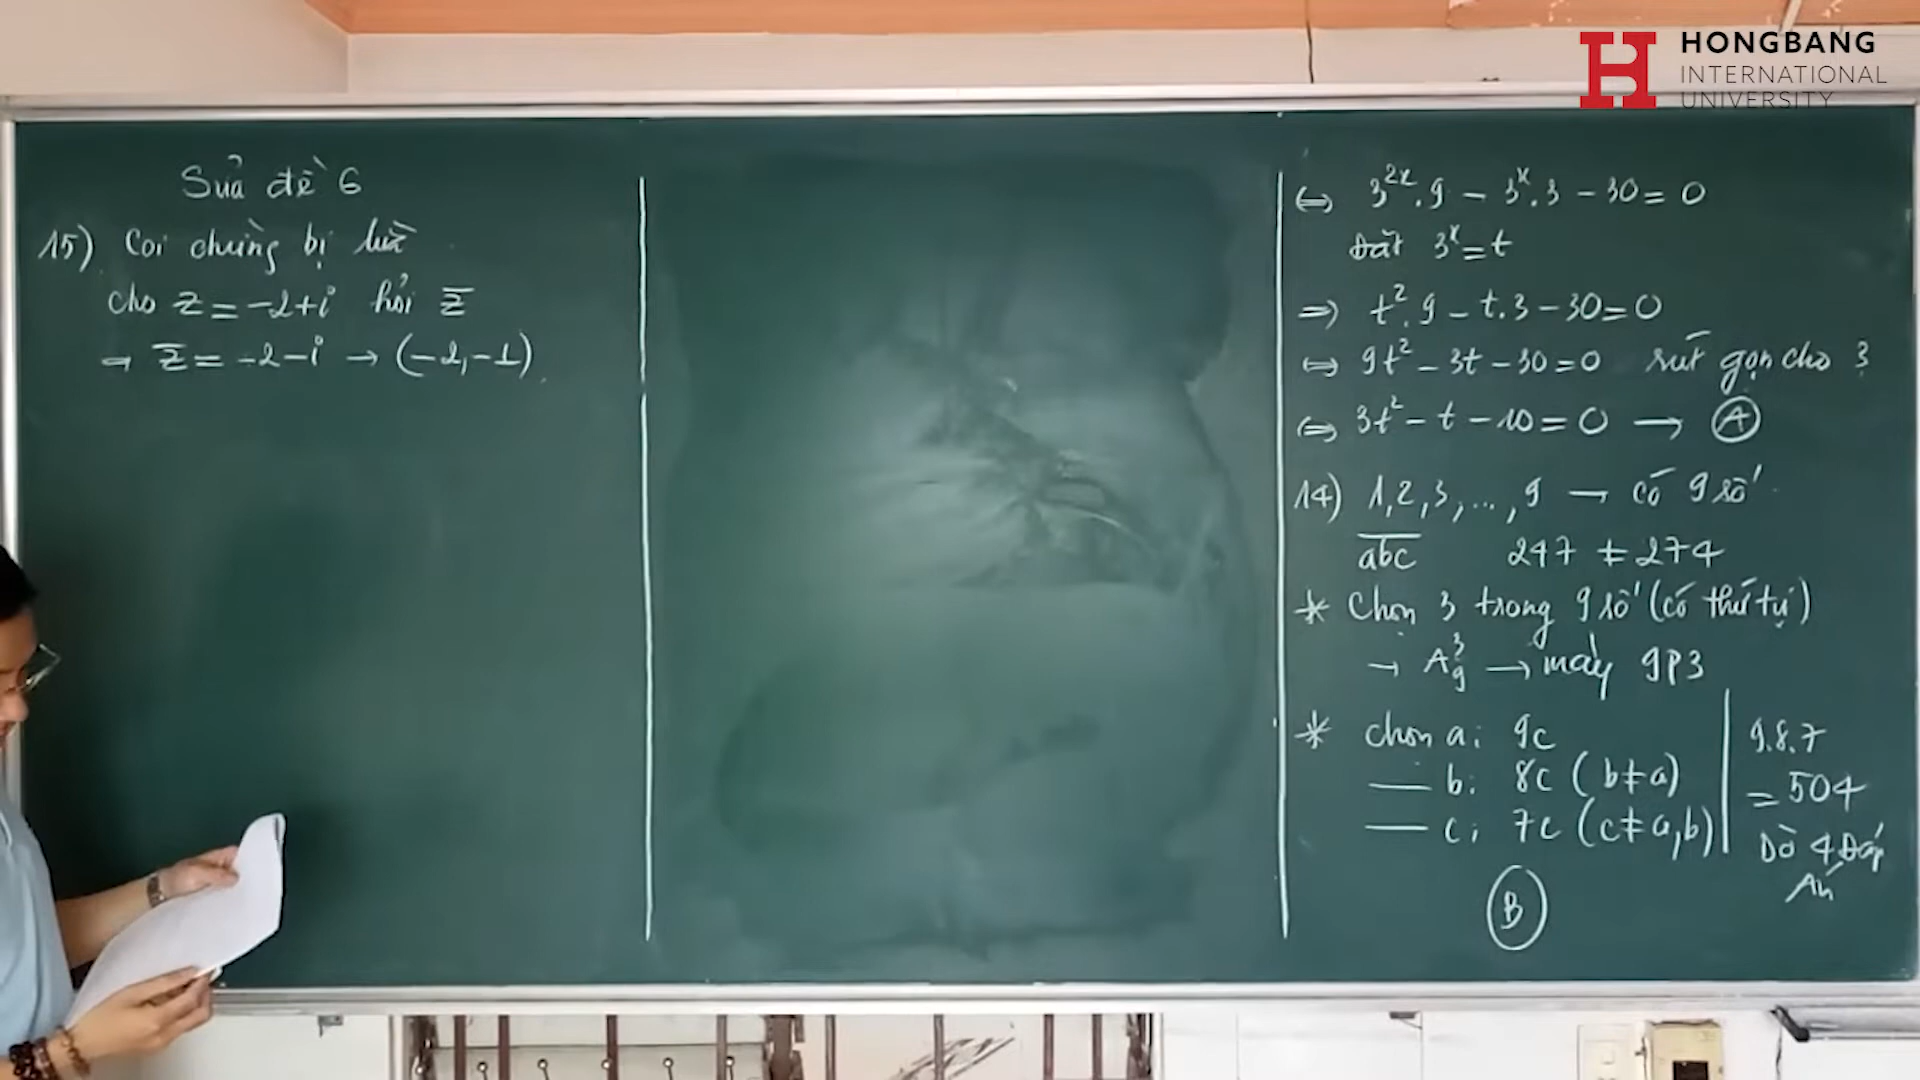 HONGBANG
INTERNATIONAL
UNIVERSITY
Sửa đề 6
15) Coi chừng bị lừa
cho z = -2+i hỏi z̅
→ z̅ = -2-i → (-2,-1)
⇔ 3²ˣ.9 - 3ˣ.3 - 30 = 0
Đặt 3ˣ = t
⇒ t².9 - t.3 - 30 = 0
⇔ 9t² - 3t - 30 = 0 rút gọn cho 3
⇔ 3t² - t - 10 = 0 → A
14) 1,2,3,...,9 → có 9 số
a̅b̅c̅ 247 ≠ 274
* Chọn 3 trong 9 số (có thứ tự)
→ A₉³ → máy 9P3
* chọn a: 9c
— b: 8c (b≠a)
— c: 7c (c≠a,b)
9.8.7
= 504
Dò 4 Đáp
Án
B